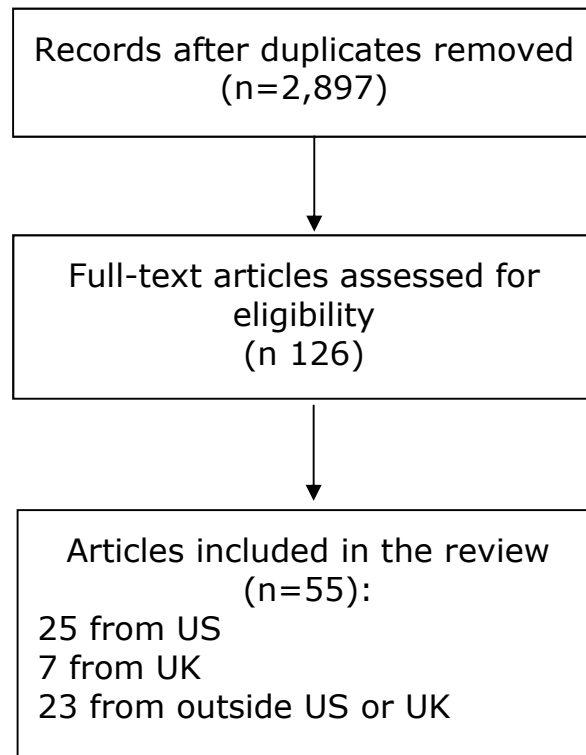 Records after duplicates removed
(n=2,897)
Full-text articles assessed for
eligibility
(n 126)
Articles included in the review
(n=55):
25 from US
7 from UK
23 from outside US or UK